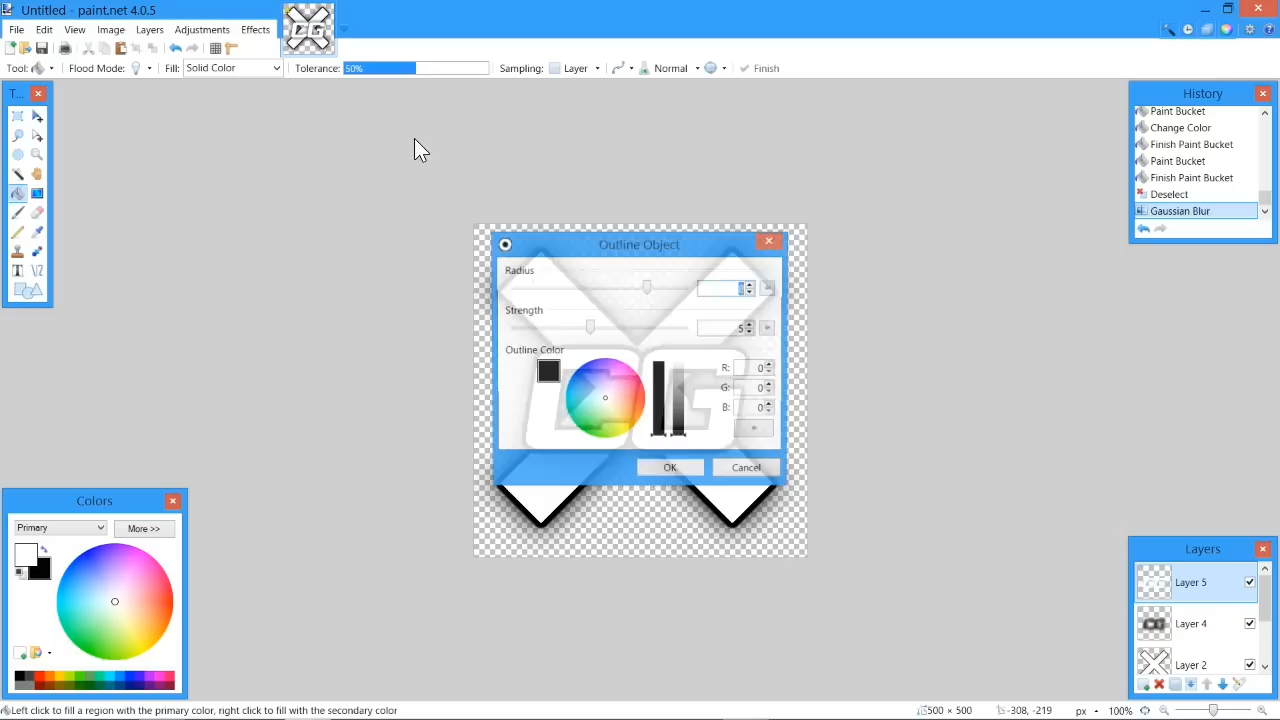 Untitled - paint.net 4.0.5
File Edit View Image Layers Adjustments Effects
Tool: Flood Mode: Fill: Solid Color Tolerance: 50% Sampling: Layer Normal Finish
T...
History
Paint Bucket
Change Color
Finish Paint Bucket
Paint Bucket
Finish Paint Bucket
Deselect
Gaussian Blur
Outline Object
Radius
Strength
5
Outline Color
R: 0
G: 0
B: 0
OK Cancel
Colors
Primary More >>
Layers
Layer 5
Layer 4
Layer 2
Left click to fill a region with the primary color, right click to fill with the secondary color
500 × 500 -308, -219 px 100%